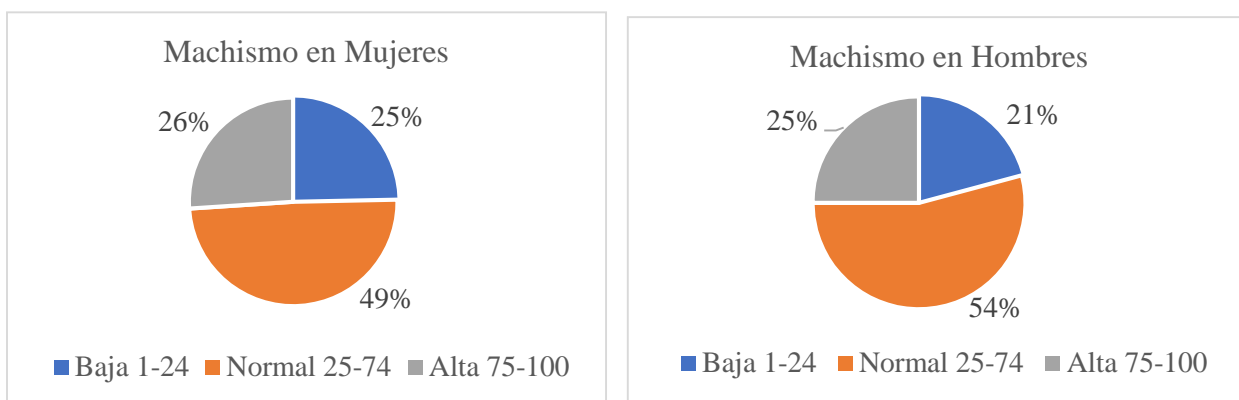 Machismo en Mujeres
26%
25%
49%
Baja 1-24 Normal 25-74 Alta 75-100
Machismo en Hombres
25%
21%
54%
Baja 1-24 Normal 25-74 Alta 75-100